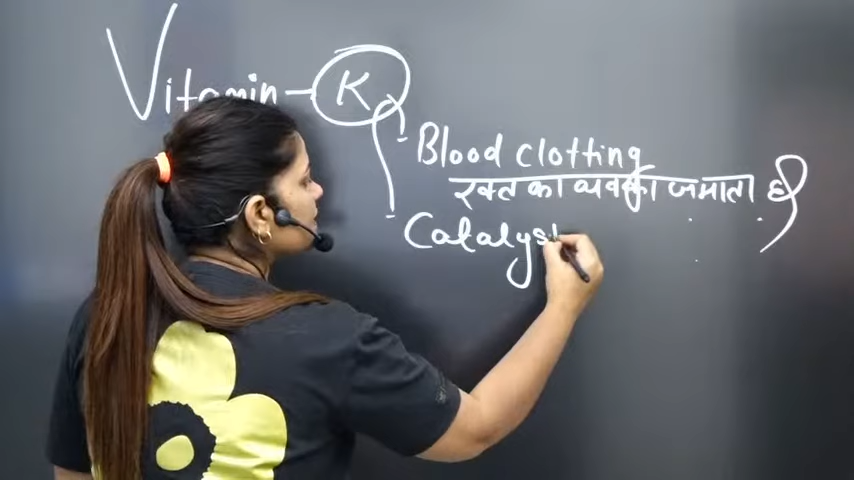 Vitamin - K
Blood clotting
रक्त का थक्का जमाता है
Catalys